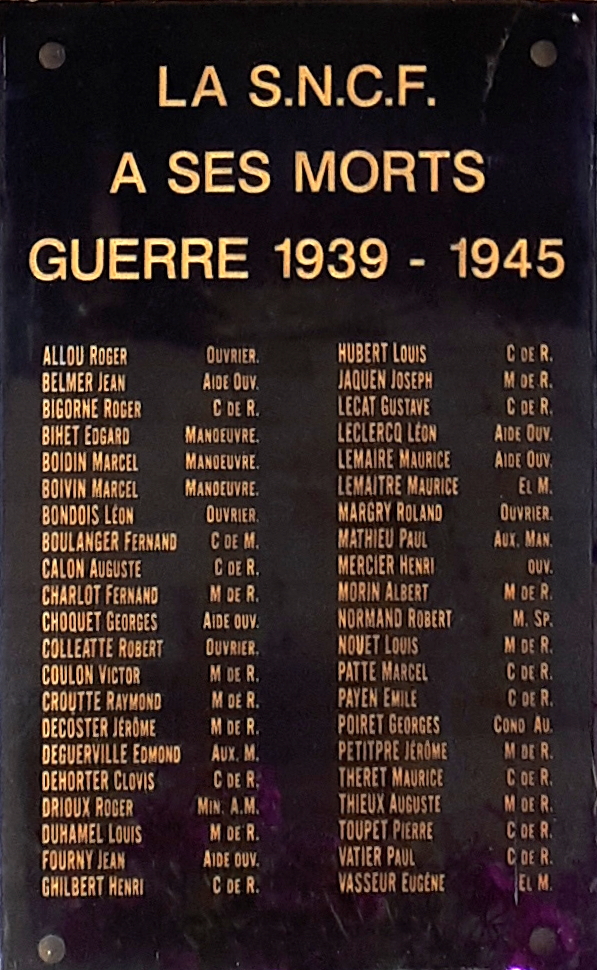 LA S.N.C.F.
A SES MORTS
GUERRE 1939 - 1945
ALLOU ROGER OUVRIER.
BELMER JEAN AIDE OUV.
BIGORNE ROGER C DE R.
BIHET EDGARD MANOEUVRE.
BOIDIN MARCEL MANOEUVRE.
BOIVIN MARCEL MANOEUVRE.
BONDOIS LÉON OUVRIER.
BOULANGER FERNAND C DE M.
CALON AUGUSTE C DE R.
CHARLOT FERNAND M DE R.
CHOQUET GEORGES AIDE OUV.
COLLEATTE ROBERT OUVRIER.
COULON VICTOR M DE R.
CROUTTE RAYMOND M DE R.
DECOSTER JÉRÔME M DE R.
DEGUERVILLE EDMOND AUX. M.
DEHORTER CLOVIS C DE R.
DRIOUX ROGER MIN. A.M.
DUHAMEL LOUIS M DE R.
FOURNY JEAN AIDE OUV.
GHILBERT HENRI C DE R.
HUBERT LOUIS C DE R.
JAQUEN JOSEPH M DE R.
LECAT GUSTAVE C DE R.
LECLERCQ LÉON AIDE OUV.
LEMAIRE MAURICE AIDE OUV.
LEMAITRE MAURICE EL M.
MARGRY ROLAND OUVRIER.
MATHIEU PAUL AUX. MAN.
MERCIER HENRI OUV.
MORIN ALBERT M DE R.
NORMAND ROBERT M. SP.
NOUET LOUIS M DE R.
PATTE MARCEL C DE R.
PAYEN EMILE C DE R.
POIRET GEORGES COND AU.
PETITPRE JÉRÔME M DE R.
THERET MAURICE C DE R.
THIEUX AUGUSTE M DE R.
TOUPET PIERRE C DE R.
VATIER PAUL C DE R.
VASSEUR EUGÉNE EL M.